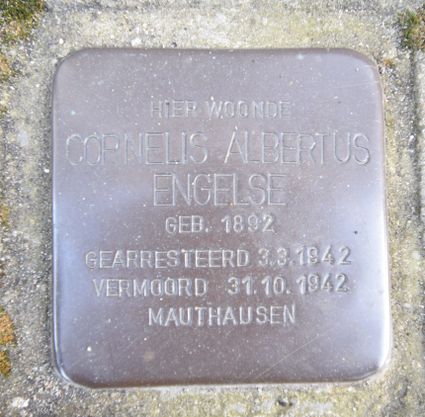 HIER WOONDE
CORNELIS ALBERTUS
ENGELSE
GEB. 1892
GEARRESTEERD 3.3.1942
VERMOORD 31.10.1942
MAUTHAUSEN